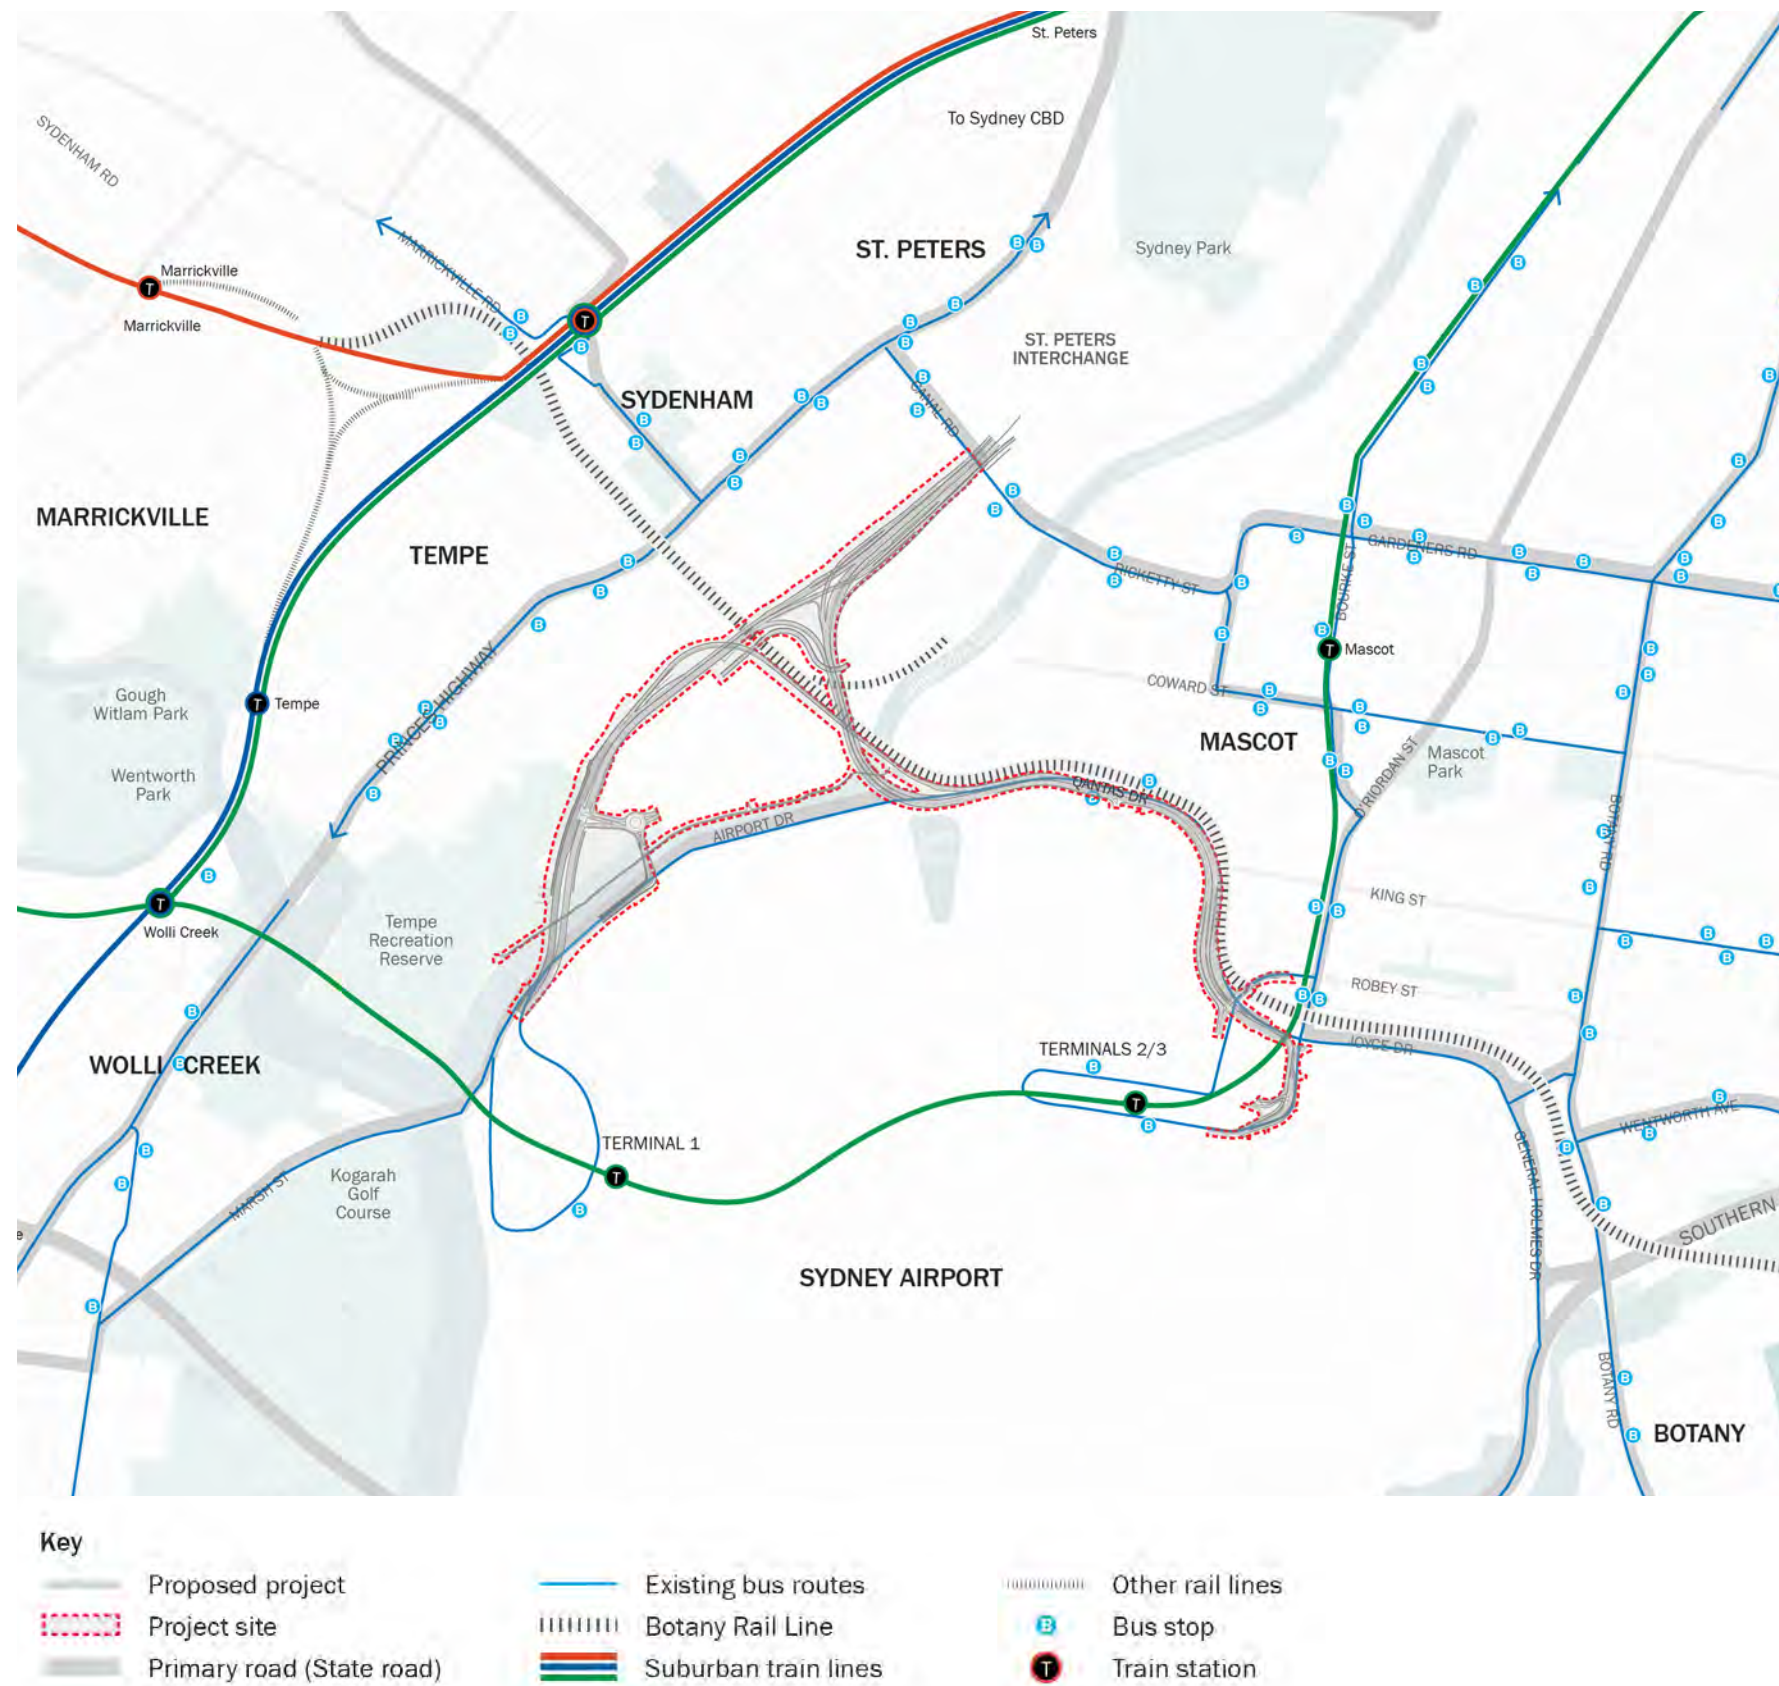 St. Peters
To Sydney CBD
SYDENHAM RD
MARRICKVILLE RD
ST. PETERS
Sydney Park
Marrickville
Marrickville
ST. PETERS
INTERCHANGE
SYDENHAM
CANAL RD
MARRICKVILLE
TEMPE
GARDENERS RD
RICKETTY ST
BOURKE ST
Mascot
PRINCES HIGHWAY
Gough
Witlam Park
Tempe
COWARD ST
MASCOT
Mascot
Park
O'RIORDAN ST
Wentworth
Park
QANTAS DR
AIRPORT DR
BOTANY RD
KING ST
Wolli Creek
Tempe
Recreation
Reserve
ROBEY ST
JOYCE DR
TERMINALS 2/3
WOLLI CREEK
WENTWORTH AVE
TERMINAL 1
GENERAL HOLMES DR
MARSH ST
Kogarah
Golf
Course
SOUTHERN
e
SYDNEY AIRPORT
BOTANY RD
BOTANY
Key
Proposed project
Project site
Primary road (State road)
Existing bus routes
Botany Rail Line
Suburban train lines
Other rail lines
B Bus stop
T Train station